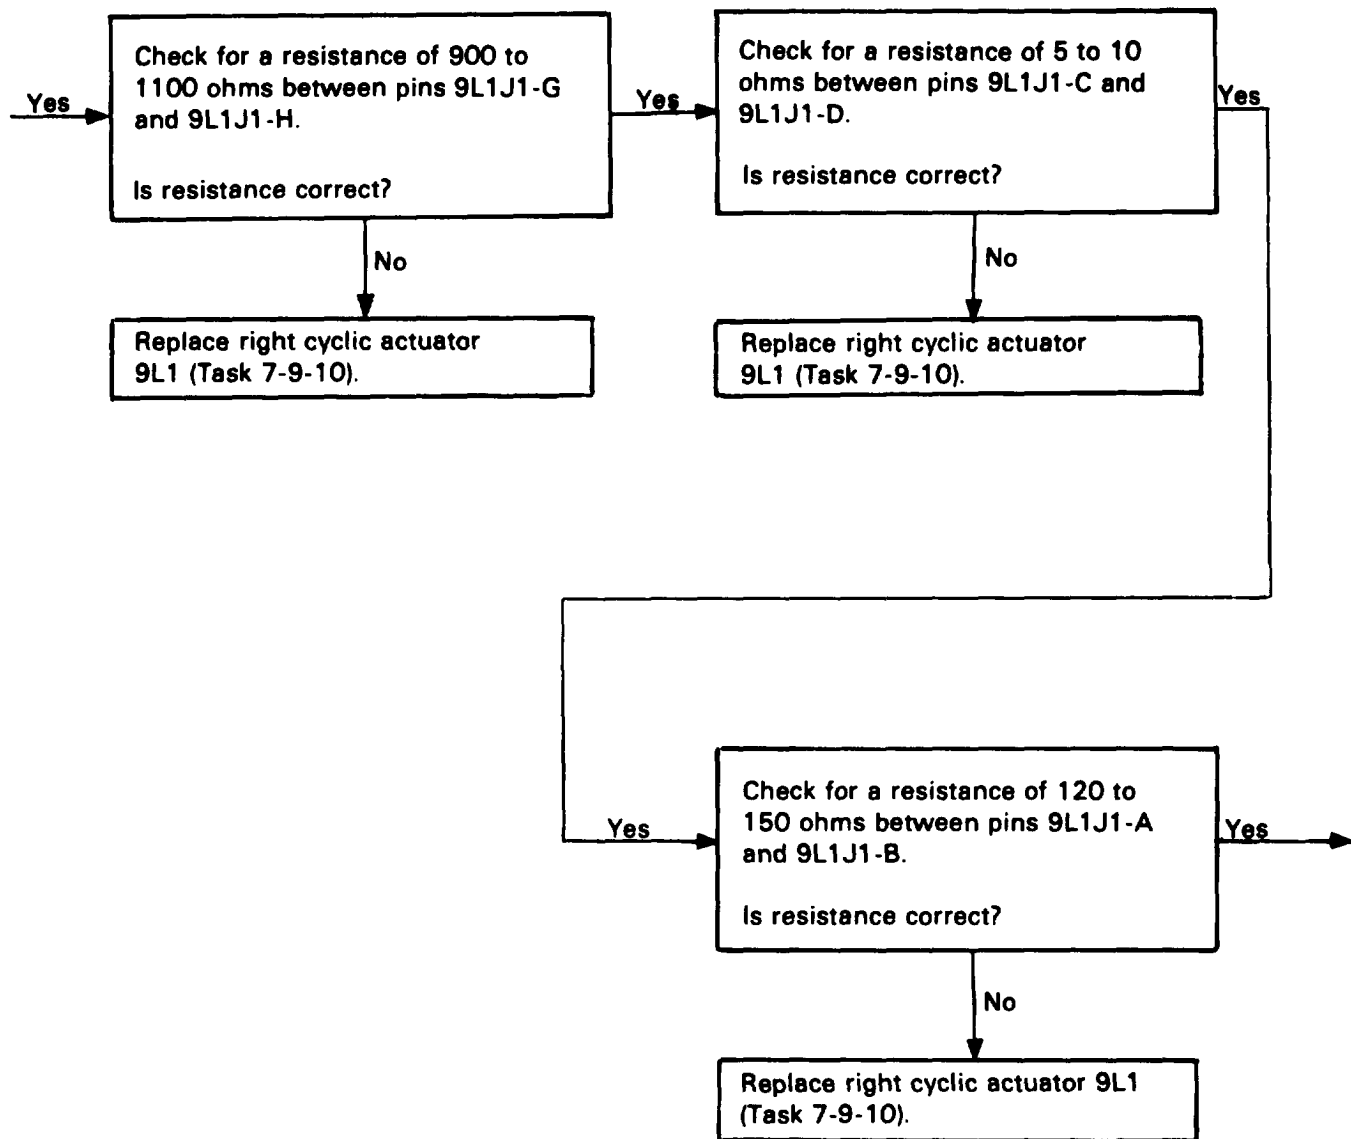 Yes
Check for a resistance of 900 to
1100 ohms between pins 9L1J1-G
and 9L1J1-H.
Is resistance correct?
No
Replace right cyclic actuator
9L1 (Task 7-9-10).
Yes
Check for a resistance of 5 to 10
ohms between pins 9L1J1-C and
9L1J1-D.
Is resistance correct?
No
Replace right cyclic actuator
9L1 (Task 7-9-10).
Yes
Yes
Check for a resistance of 120 to
150 ohms between pins 9L1J1-A
and 9L1J1-B.
Is resistance correct?
Yes
No
Replace right cyclic actuator 9L1
(Task 7-9-10).